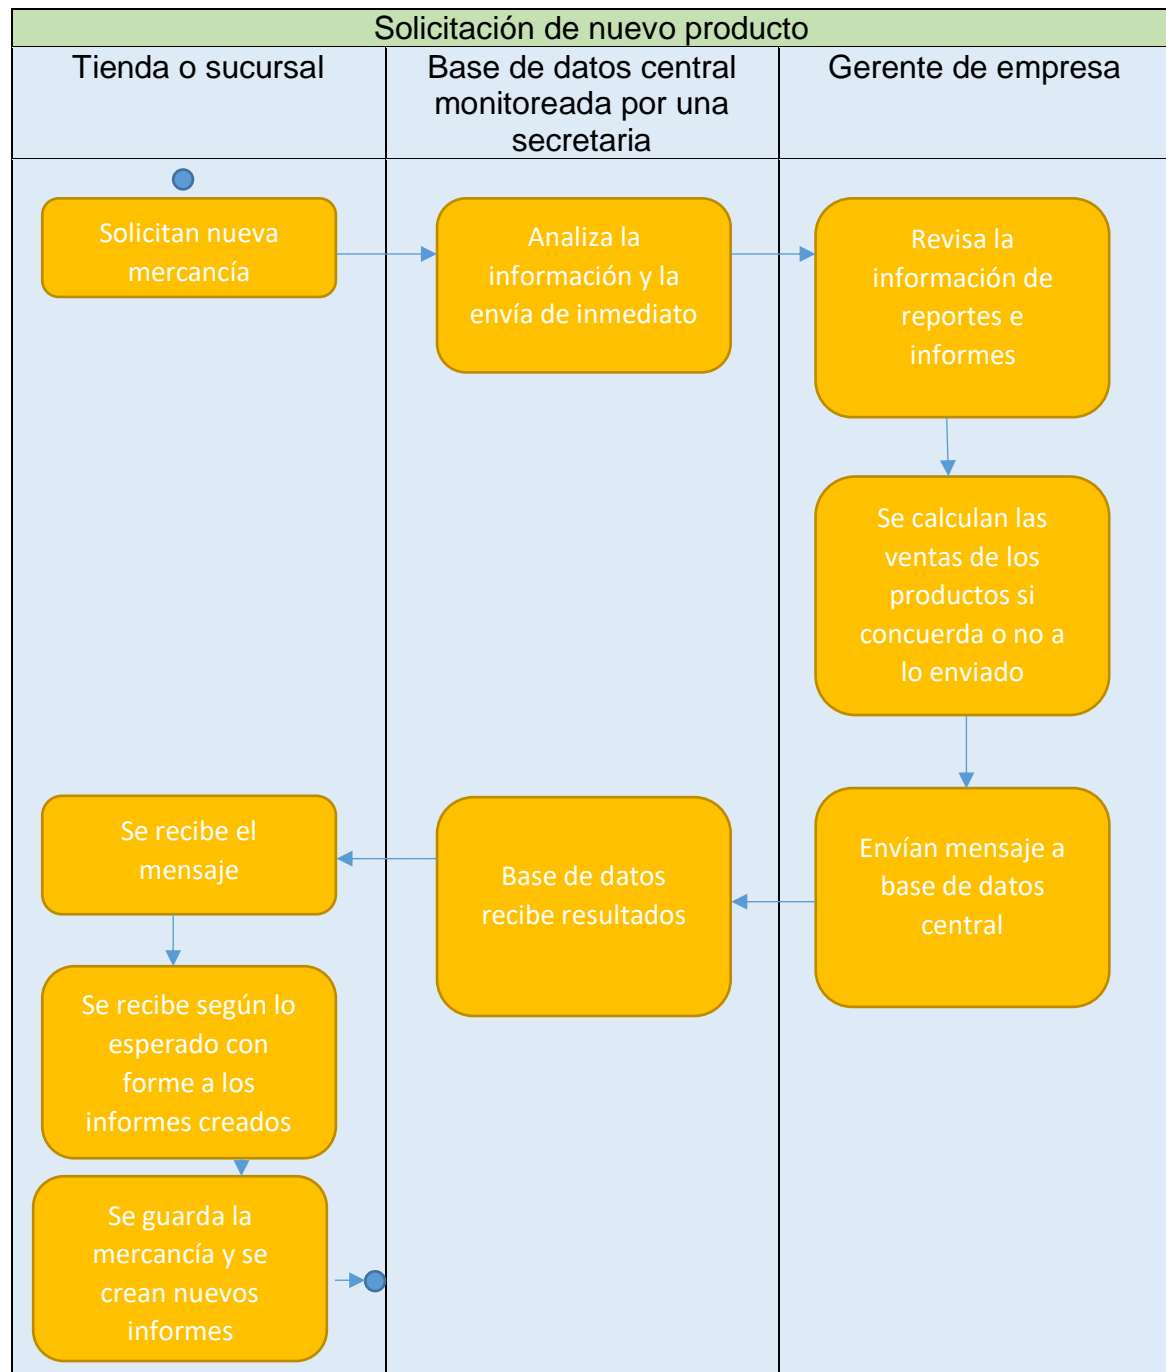 Solicitación de nuevo producto
Tienda o sucursal
Base de datos central
monitoreada por una
secretaria
Gerente de empresa
Solicitan nueva
mercancía
Analiza la
información y la
envía de inmediato
Revisa la
información de
reportes e
informes
Se calculan las
ventas de los
productos si
concuerda o no a
lo enviado
Envían mensaje a
base de datos
central
Base de datos
recibe resultados
Se recibe el
mensaje
Se recibe según lo
esperado con
forme a los
informes creados
Se guarda la
mercancía y se
crean nuevos
informes